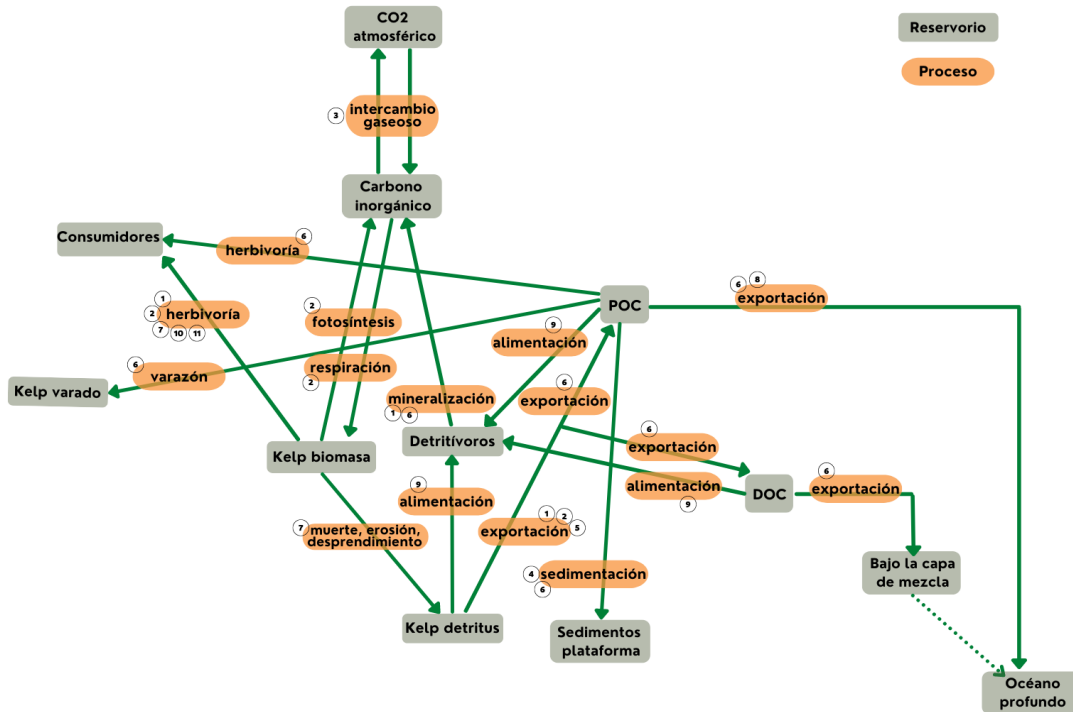 CO2
atmosférico
Reservorio
Proceso
3
intercambio
gaseoso
Carbono
inorgánico
Consumidores
6
herbivoría
1
2
herbivoría
7
10
11
2
fotosíntesis
POC
6
8
exportación
9
alimentación
6
varazón
respiración
2
Kelp varado
mineralización
1
6
6
exportación
Detritívoros
6
exportación
Kelp biomasa
9
alimentación
alimentación
9
DOC
6
exportación
7
muerte, erosión,
desprendimiento
1
2
exportación
5
4
sedimentación
6
Bajo la capa
de mezcla
Kelp detritus
Sedimentos
plataforma
Océano
profundo